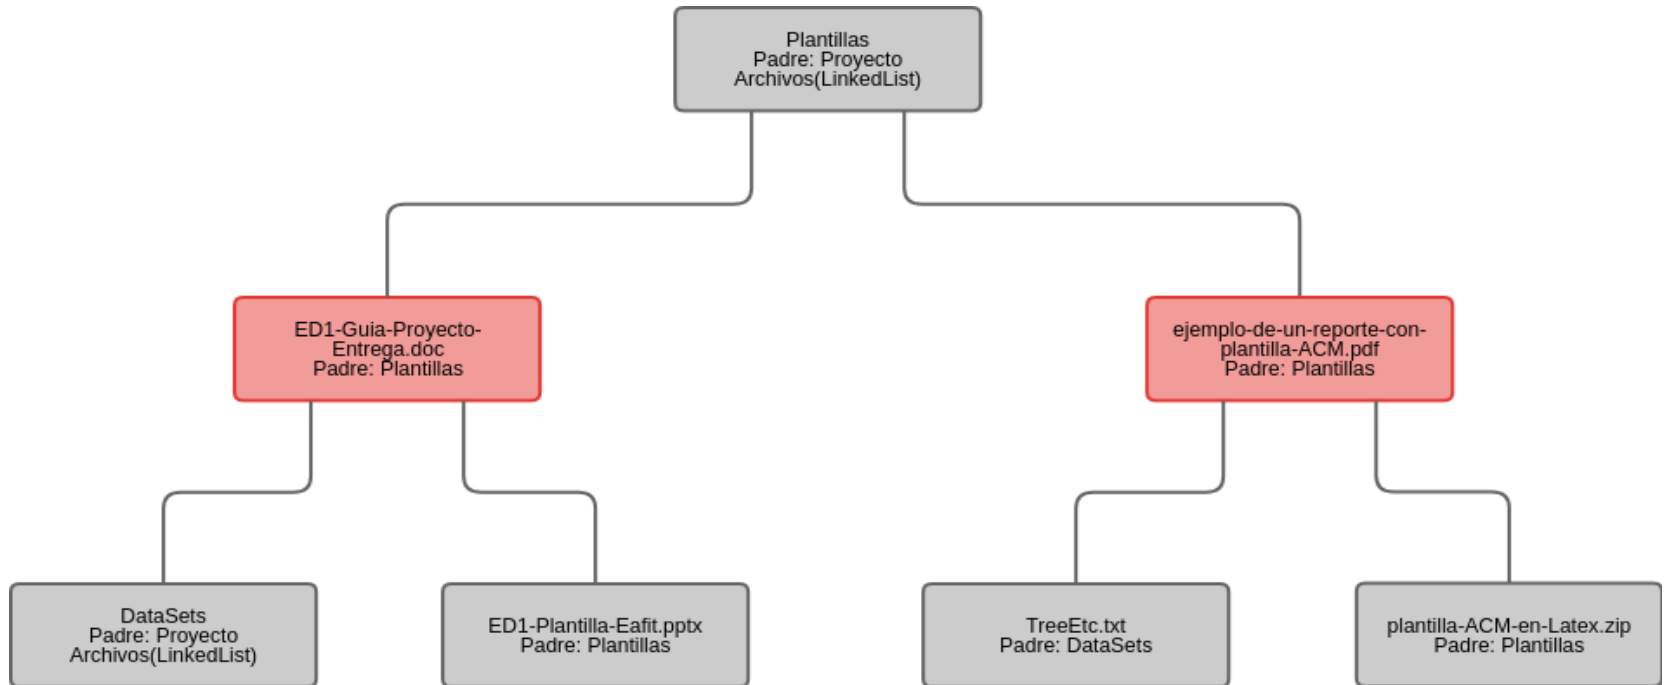 Plantillas
Padre: Proyecto
Archivos(LinkedList)
ED1-Guia-Proyecto-
Entrega.doc
Padre: Plantillas
ejemplo-de-un-reporte-con-
plantilla-ACM.pdf
Padre: Plantillas
DataSets
Padre: Proyecto
Archivos(LinkedList)
ED1-Plantilla-Eafit.pptx
Padre: Plantillas
TreeEtc.txt
Padre: DataSets
plantilla-ACM-en-Latex.zip
Padre: Plantillas